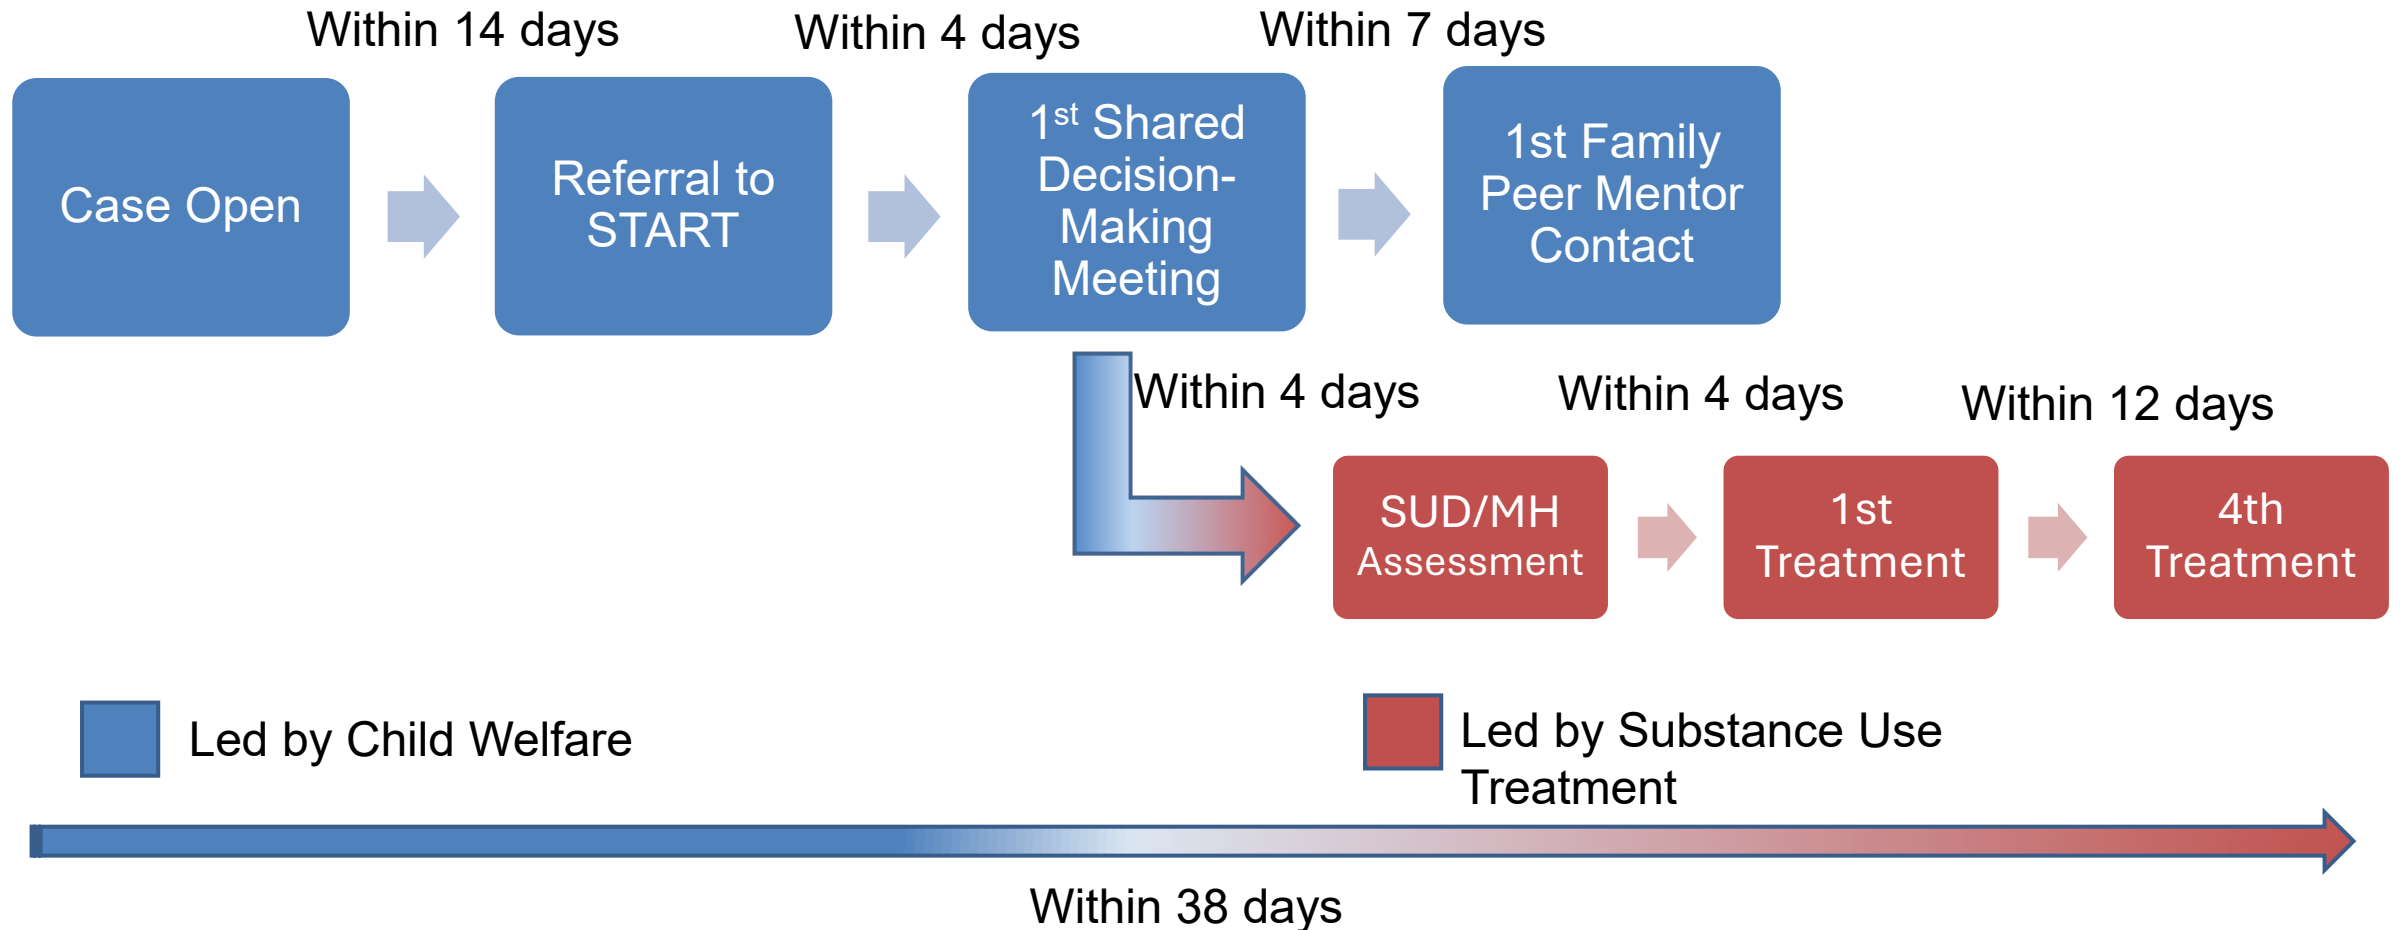 Within 14 days
Within 4 days
Within 7 days
Case Open
Referral to
START
1st Shared
Decision-
Making
Meeting
1st Family
Peer Mentor
Contact
Within 4 days
Within 4 days
Within 12 days
SUD/MH
Assessment
1st
Treatment
4th
Treatment
Led by Child Welfare
Led by Substance Use
Treatment
Within 38 days